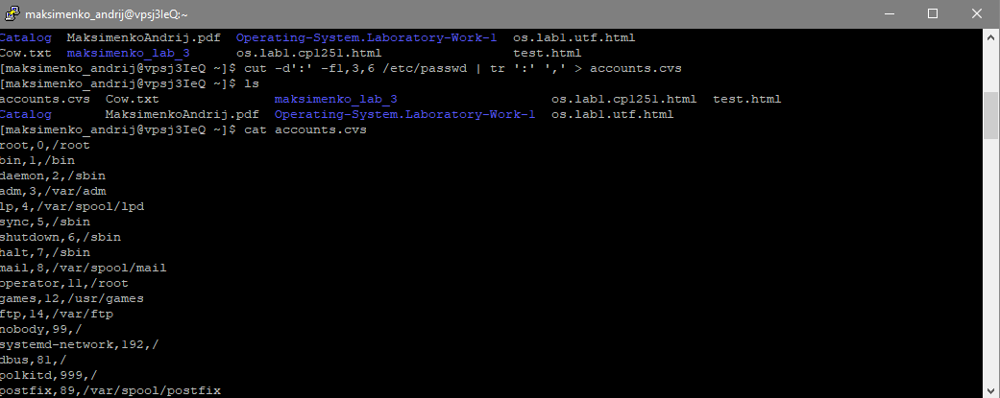 maksimenko_andrij@vpsj3IeQ:~
Catalog MaksimenkoAndrij.pdf Operating-System.Laboratory-Work-1 os.lab1.utf.html
Cow.txt maksimenko_lab_3 os.lab1.cp1251.html test.html
[maksimenko_andrij@vpsj3IeQ ~]$ cut -d':' -f1,3,6 /etc/passwd | tr ':' ',' > accounts.cvs
[maksimenko_andrij@vpsj3IeQ ~]$ ls
accounts.cvs Cow.txt maksimenko_lab_3 os.lab1.cp1251.html test.html
Catalog MaksimenkoAndrij.pdf Operating-System.Laboratory-Work-1 os.lab1.utf.html
[maksimenko_andrij@vpsj3IeQ ~]$ cat accounts.cvs
root,0,/root
bin,1,/bin
daemon,2,/sbin
adm,3,/var/adm
lp,4,/var/spool/lpd
sync,5,/sbin
shutdown,6,/sbin
halt,7,/sbin
mail,8,/var/spool/mail
operator,11,/root
games,12,/usr/games
ftp,14,/var/ftp
nobody,99,/
systemd-network,192,/
dbus,81,/
polkitd,999,/
postfix,89,/var/spool/postfix